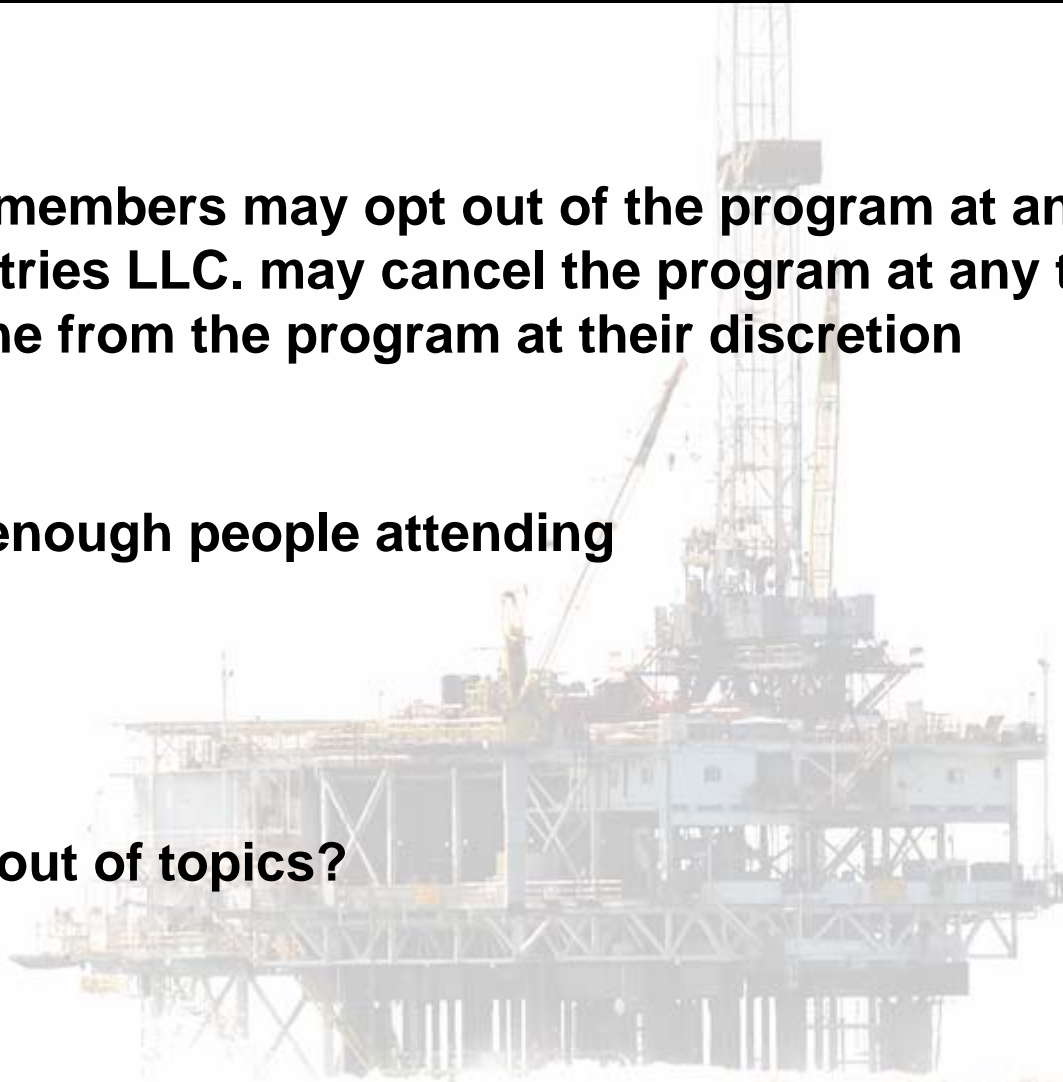 members may opt out of the program at an
tries LLC. may cancel the program at any t
ne from the program at their discretion
enough people attending
out of topics?